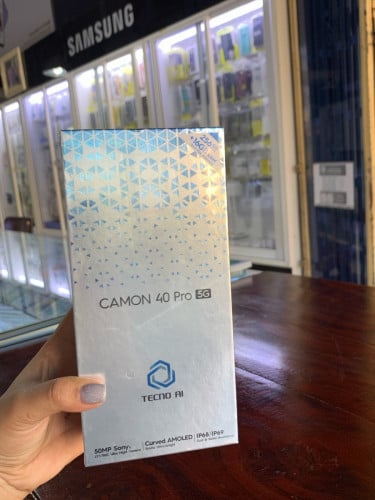 SAMSUNG
CAMON 40 Pro 5G
TECNO AI
50MP Sony
Curved AMOLED
IP68/IP69